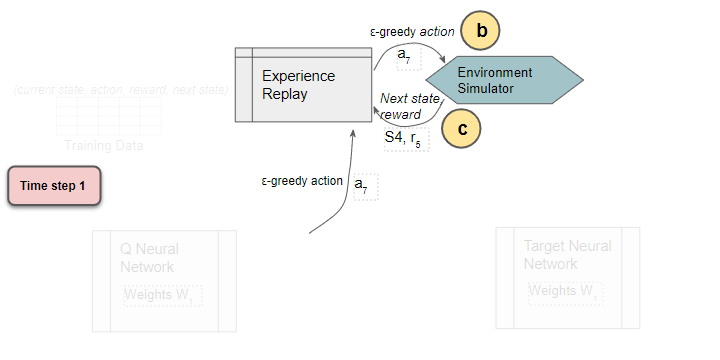 ε-greedy action
b
a7
Experience
Replay
Environment
Simulator
(current state, action, reward, next state)
Next state,
reward
c
S4, r5
Training Data
Time step 1
ε-greedy action
a7
Q Neural
Network
Weights W1
Target Neural
Network
Weights W1